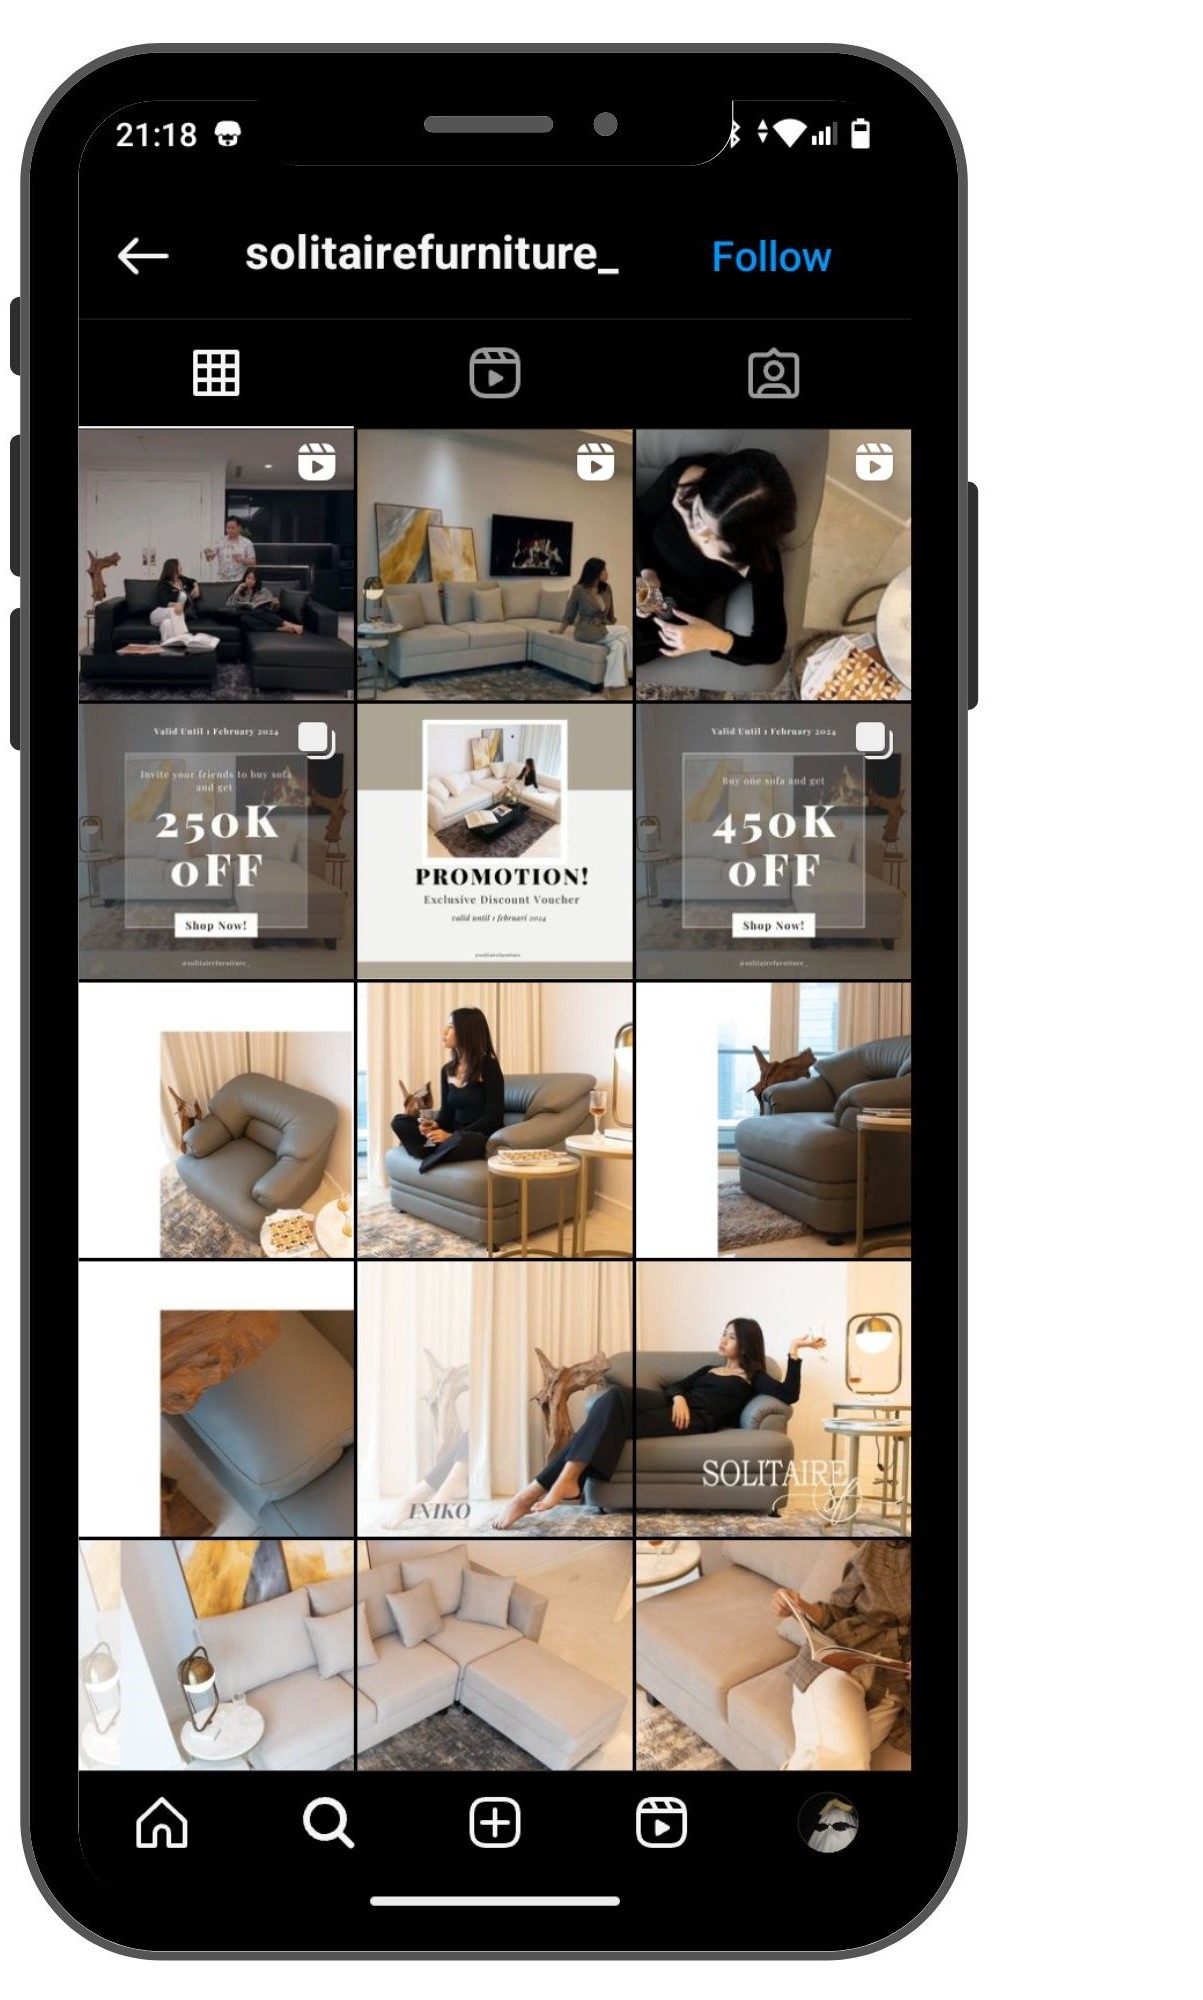 21:18
solitairefurniture_
Follow
Valid Until 1 February 2024
Invite your friends to buy sofa
and get
250K
OFF
Shop Now!
@solitairefurniture_
PROMOTION!
Exclusive Discount Voucher
valid until 1 februari 2024
@solitairefurniture_
Valid Until 1 February 2024
Buy one sofa and get
450K
OFF
Shop Now!
@solitairefurniture_
INIKO
SOLITAIRE
sf